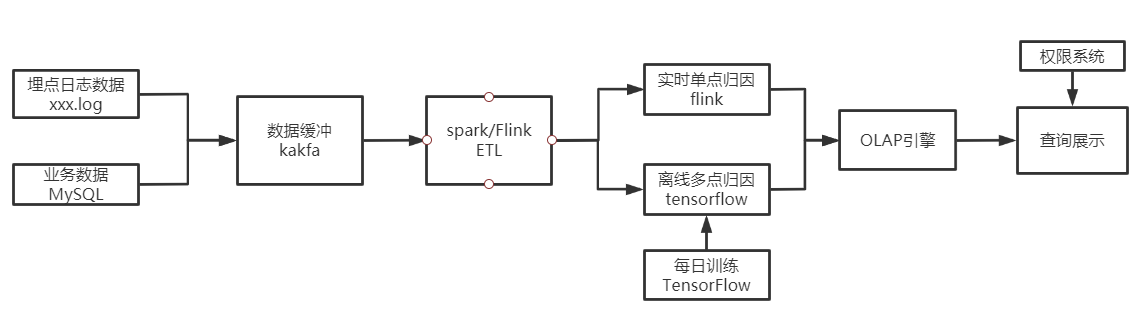 埋点日志数据
xxx.log
业务数据
MySQL
数据缓冲
kakfa
spark/Flink
ETL
实时单点归因
flink
离线多点归因
tensorflow
每日训练
TensorFlow
OLAP引擎
权限系统
查询展示